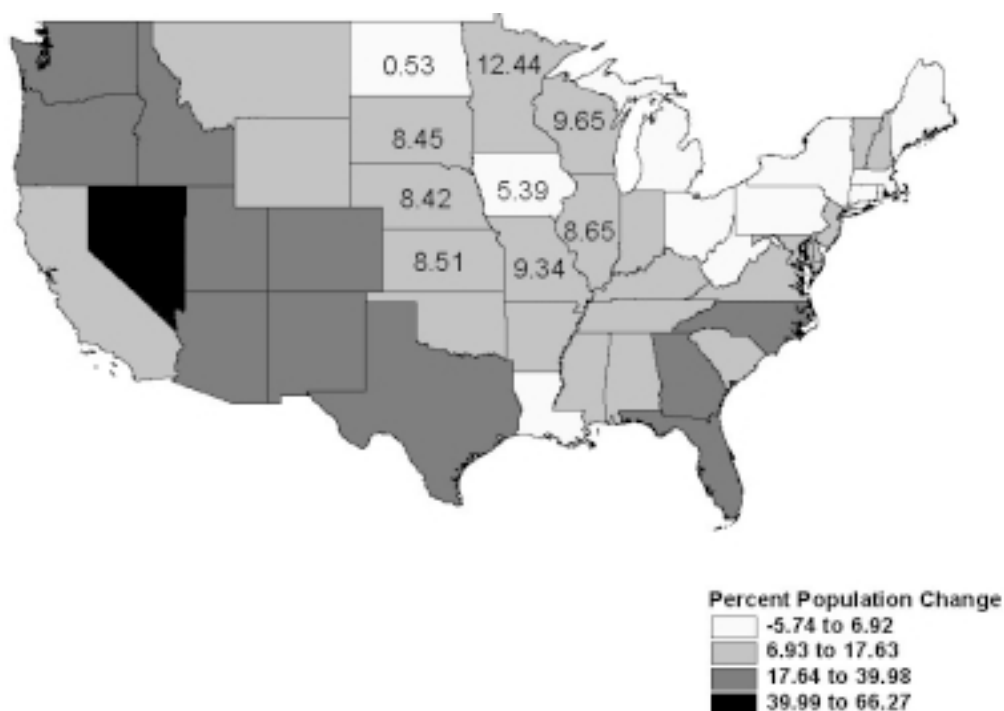 0.53
12.44
9.65
8.45
5.39
8.42
8.65
8.51
9.34
Percent Population Change
-5.74 to 6.92
6.93 to 17.63
17.64 to 39.98
39.99 to 66.27